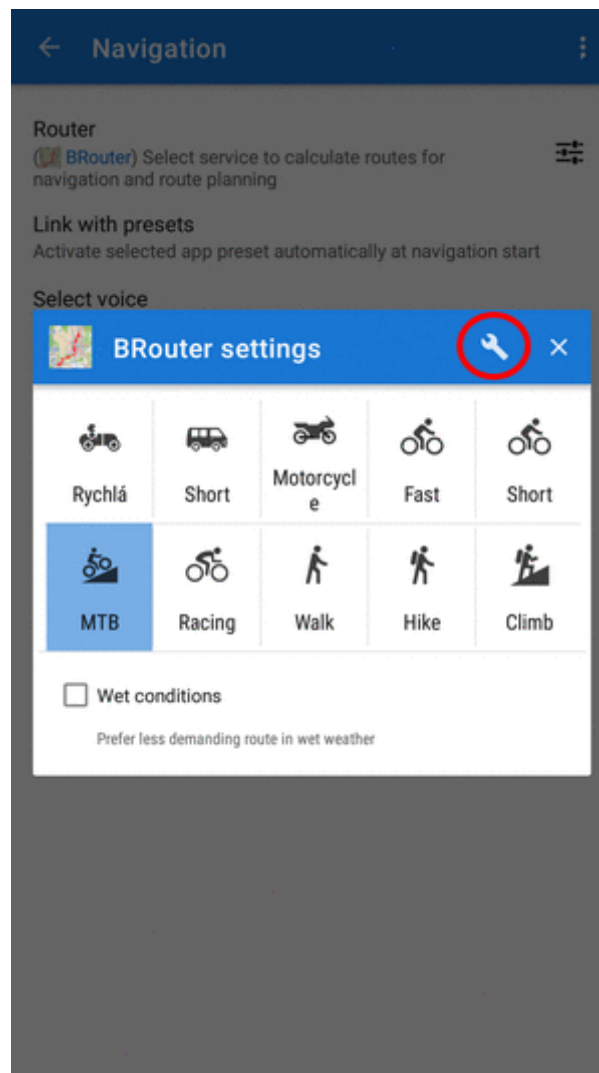 Navigation
Router
(BRouter) Select service to calculate routes for
navigation and route planning
Link with presets
Activate selected app preset automatically at navigation start
Select voice
BRouter settings
Rychlá
Short
Motorcycl
e
Fast
Short
MTB
Racing
Walk
Hike
Climb
Wet conditions
Prefer less demanding route in wet weather